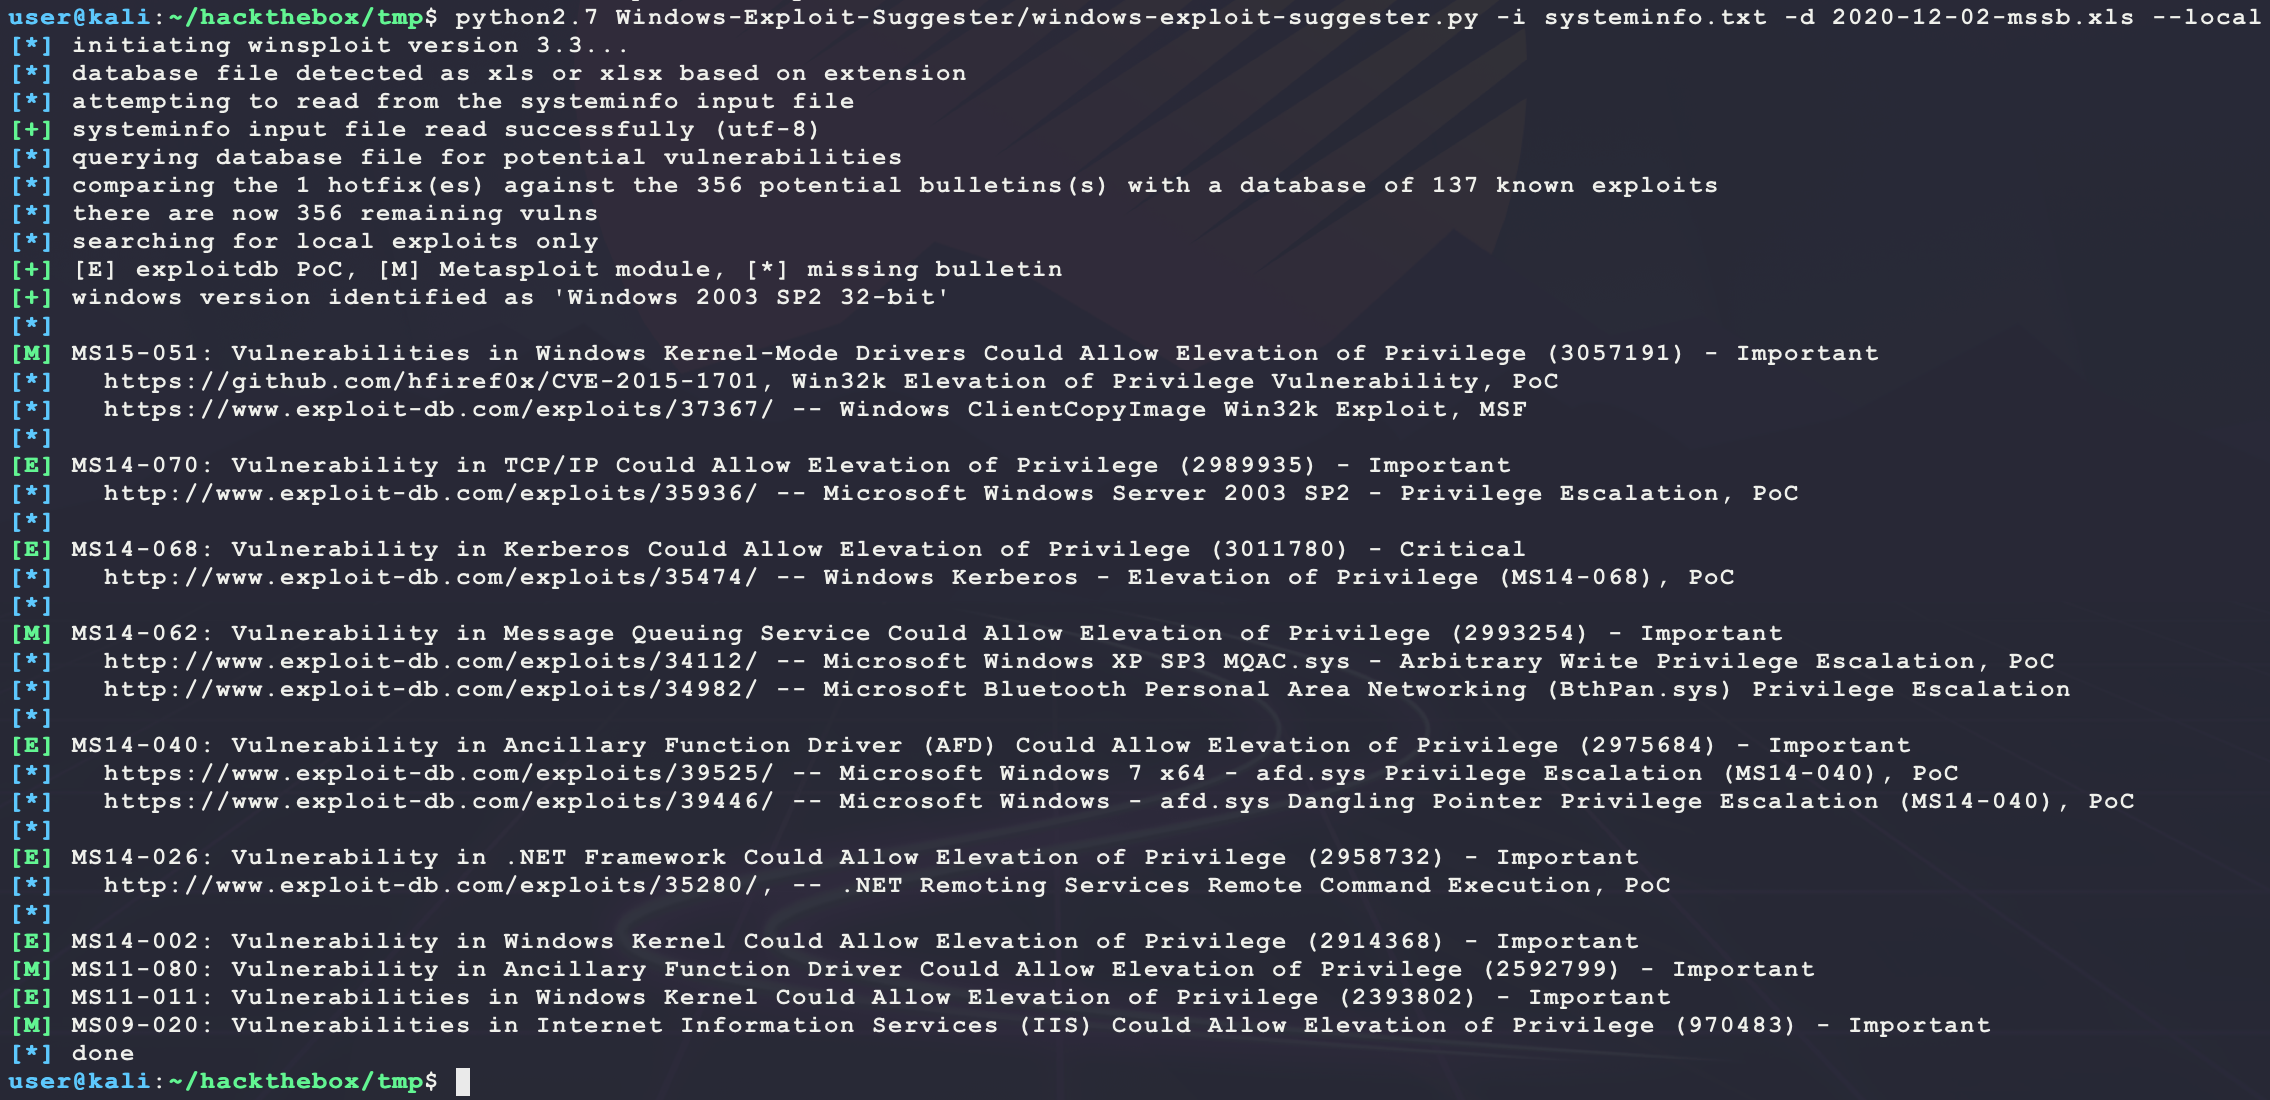 user@kali:~/hackthebox/tmp$ python2.7 Windows-Exploit-Suggester/windows-exploit-suggester.py -i systeminfo.txt -d 2020-12-02-mssb.xls --local
[*] initiating winsploit version 3.3...
[*] database file detected as xls or xlsx based on extension
[*] attempting to read from the systeminfo input file
[+] systeminfo input file read successfully (utf-8)
[*] querying database file for potential vulnerabilities
[*] comparing the 1 hotfix(es) against the 356 potential bulletins(s) with a database of 137 known exploits
[*] there are now 356 remaining vulns
[*] searching for local exploits only
[+] [E] exploitdb PoC, [M] Metasploit module, [*] missing bulletin
[+] windows version identified as 'Windows 2003 SP2 32-bit'
[*]
[M] MS15-051: Vulnerabilities in Windows Kernel-Mode Drivers Could Allow Elevation of Privilege (3057191) - Important
[*]   https://github.com/hfiref0x/CVE-2015-1701, Win32k Elevation of Privilege Vulnerability, PoC
[*]   https://www.exploit-db.com/exploits/37367/ -- Windows ClientCopyImage Win32k Exploit, MSF
[*]
[E] MS14-070: Vulnerability in TCP/IP Could Allow Elevation of Privilege (2989935) - Important
[*]   http://www.exploit-db.com/exploits/35936/ -- Microsoft Windows Server 2003 SP2 - Privilege Escalation, PoC
[*]
[E] MS14-068: Vulnerability in Kerberos Could Allow Elevation of Privilege (3011780) - Critical
[*]   http://www.exploit-db.com/exploits/35474/ -- Windows Kerberos - Elevation of Privilege (MS14-068), PoC
[*]
[M] MS14-062: Vulnerability in Message Queuing Service Could Allow Elevation of Privilege (2993254) - Important
[*]   http://www.exploit-db.com/exploits/34112/ -- Microsoft Windows XP SP3 MQAC.sys - Arbitrary Write Privilege Escalation, PoC
[*]   http://www.exploit-db.com/exploits/34982/ -- Microsoft Bluetooth Personal Area Networking (BthPan.sys) Privilege Escalation
[*]
[E] MS14-040: Vulnerability in Ancillary Function Driver (AFD) Could Allow Elevation of Privilege (2975684) - Important
[*]   https://www.exploit-db.com/exploits/39525/ -- Microsoft Windows 7 x64 - afd.sys Privilege Escalation (MS14-040), PoC
[*]   https://www.exploit-db.com/exploits/39446/ -- Microsoft Windows - afd.sys Dangling Pointer Privilege Escalation (MS14-040), PoC
[*]
[E] MS14-026: Vulnerability in .NET Framework Could Allow Elevation of Privilege (2958732) - Important
[*]   http://www.exploit-db.com/exploits/35280/, -- .NET Remoting Services Remote Command Execution, PoC
[*]
[E] MS14-002: Vulnerability in Windows Kernel Could Allow Elevation of Privilege (2914368) - Important
[M] MS11-080: Vulnerability in Ancillary Function Driver Could Allow Elevation of Privilege (2592799) - Important
[E] MS11-011: Vulnerabilities in Windows Kernel Could Allow Elevation of Privilege (2393802) - Important
[M] MS09-020: Vulnerabilities in Internet Information Services (IIS) Could Allow Elevation of Privilege (970483) - Important
[*] done
user@kali:~/hackthebox/tmp$